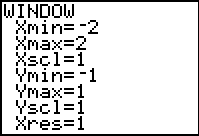 WINDOW
Xmin=-2
Xmax=2
Xscl=1
Ymin=-1
Ymax=1
Yscl=1
Xres=1